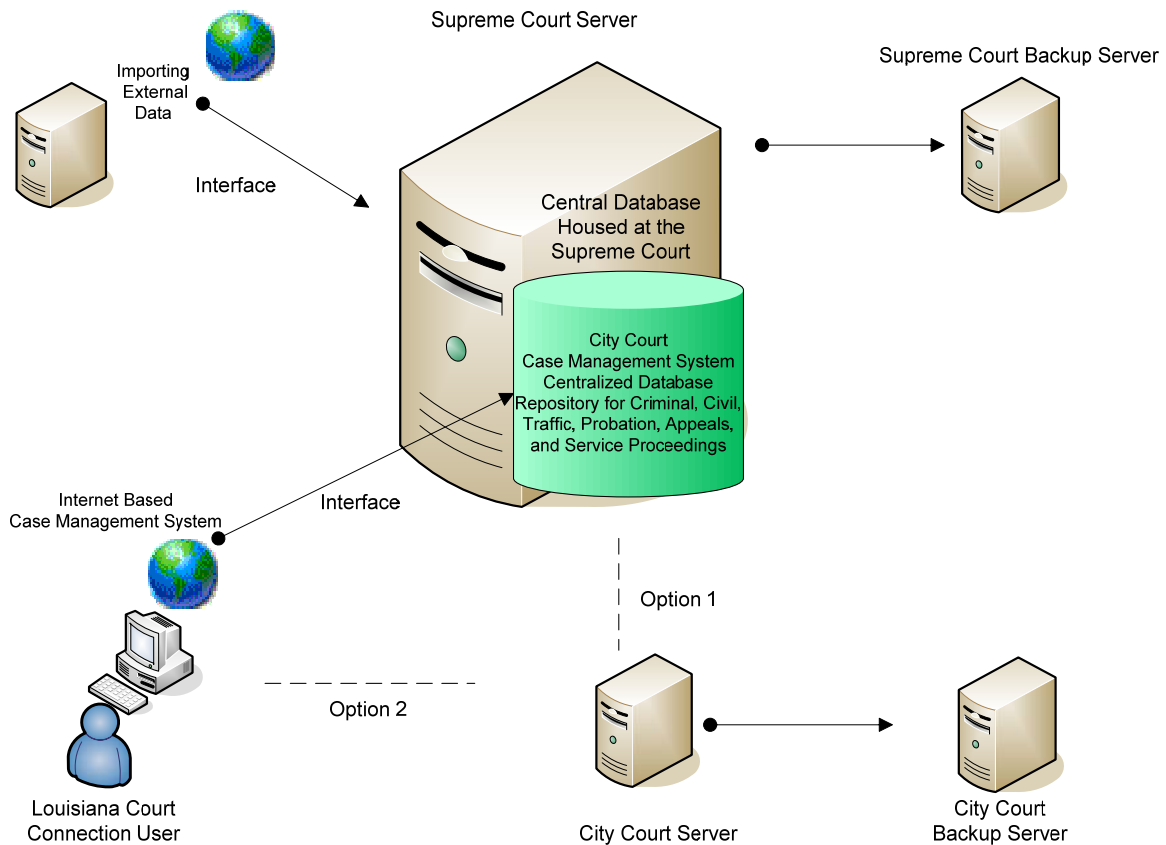 Supreme Court Server
Supreme Court Backup Server
Importing
External
Data
Interface
Central Database
Housed at the
Supreme Court
City Court
Case Management System
Centralized Database
Repository for Criminal, Civil,
Traffic, Probation, Appeals,
and Service Proceedings
Internet Based
Case Management System
Interface
Option 1
Option 2
Louisiana Court
Connection User
City Court Server
City Court
Backup Server